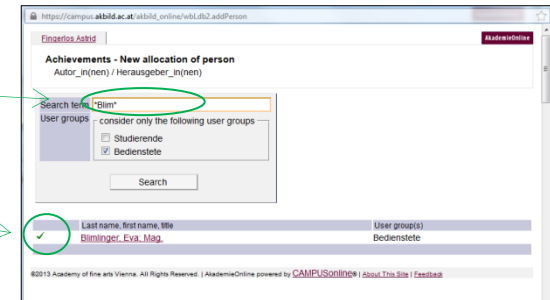 https://campus.akbild.ac.at/akbild_online/wbLdb2.addPerson
Fingerlos Astrid
AkademieOnline
Achievements - New allocation of person
Autor_in(nen) / Herausgeber_in(nen)
Search term *Blim*
User groups
consider only the following user groups
Studierende
Bedienstete
Search
Last name, first name, title User group(s)
Blimlinger, Eva; Mag. Bedienstete
©2013 Academy of fine arts Vienna. All Rights Reserved. | AkademieOnline powered by CAMPUSonline® | About This Site | Feedback